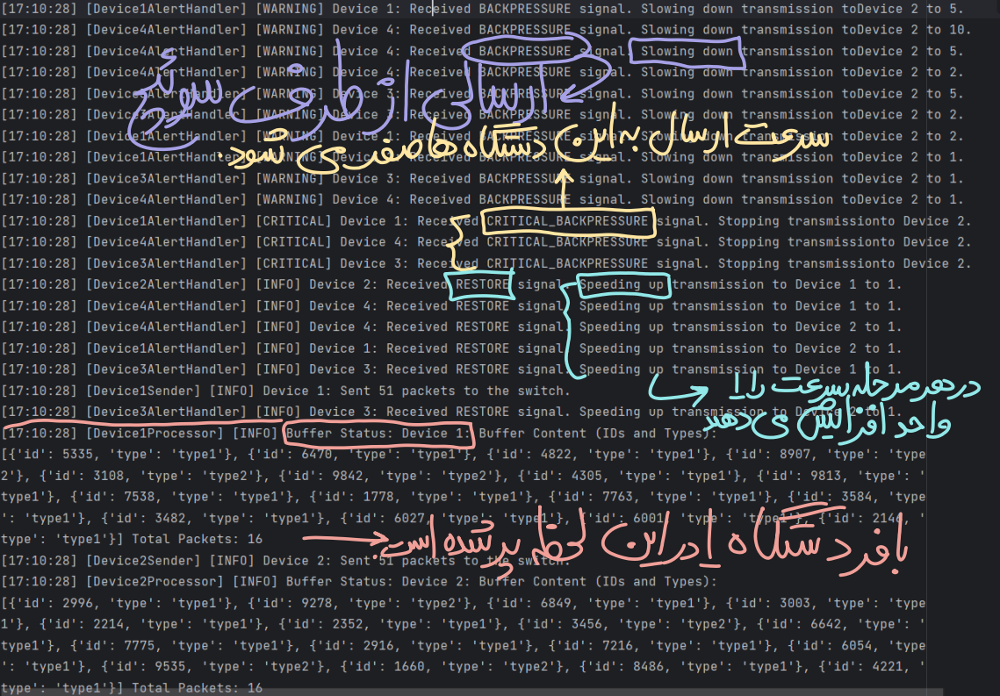 [17:10:28] [Device1AlertHandler] [WARNING] Device 1: Received BACKPRESSURE signal. Slowing down transmission toDevice 2 to 5.
[17:10:28] [Device4AlertHandler] [WARNING] Device 4: Received BACKPRESSURE signal. Slowing down transmission toDevice 2 to 10.
[17:10:28] [Device4AlertHandler] [WARNING] Device 4: Received BACKPRESSURE signal. Slowing down transmission toDevice 2 to 5.
[17:10:28] [Device4AlertHandler] [WARNING] Device 4: Received BACKPRESSURE signal. Slowing down transmission toDevice 2 to 2.
[17:10:28] [Device3AlertHandler] [WARNING] Device 3: Received BACKPRESSURE signal. Slowing down transmission toDevice 2 to 5.
ارسالی از طرف سوئیچ
[17:10:28] [Device3AlertHandler] [WARNING] Device 3: Received BACKPRESSURE signal. Slowing down transmission toDevice 2 to 2.
[17:10:28] [Device1AlertHandler] [WARNING] Device 1: Received BACKPRESSURE signal. Slowing down transmission toDevice 2 to 2.
سرعت ارسال به این دستگاه ها صفر می شود.
[17:10:28] [Device1AlertHandler] [WARNING] Device 1: Received BACKPRESSURE signal. Slowing down transmission toDevice 2 to 1.
[17:10:28] [Device3AlertHandler] [WARNING] Device 3: Received BACKPRESSURE signal. Slowing down transmission toDevice 2 to 1.
[17:10:28] [Device4AlertHandler] [WARNING] Device 4: Received BACKPRESSURE signal. Slowing down transmission toDevice 2 to 1.
[17:10:28] [Device1AlertHandler] [CRITICAL] Device 1: Received CRITICAL_BACKPRESSURE signal. Stopping transmissionto Device 2.
[17:10:28] [Device4AlertHandler] [CRITICAL] Device 4: Received CRITICAL_BACKPRESSURE signal. Stopping transmissionto Device 2.
[17:10:28] [Device3AlertHandler] [CRITICAL] Device 3: Received CRITICAL_BACKPRESSURE signal. Stopping transmissionto Device 2.
[17:10:28] [Device2AlertHandler] [INFO] Device 2: Received RESTORE signal. Speeding up transmission to Device 1 to 1.
[17:10:28] [Device4AlertHandler] [INFO] Device 4: Received RESTORE signal. Speeding up transmission to Device 1 to 1.
[17:10:28] [Device4AlertHandler] [INFO] Device 4: Received RESTORE signal. Speeding up transmission to Device 2 to 1.
[17:10:28] [Device1AlertHandler] [INFO] Device 1: Received RESTORE signal. Speeding up transmission to Device 2 to 1.
[17:10:28] [Device3AlertHandler] [INFO] Device 3: Received RESTORE signal. Speeding up transmission to Device 1 to 1.
[17:10:28] [Device1Sender] [INFO] Device 1: Sent 51 packets to the switch.
در هر مرحله سرعت را 1
[17:10:28] [Device3AlertHandler] [INFO] Device 3: Received RESTORE signal. Speeding up transmission to Device 2 to 1.
واحد افزایش می دهد
[17:10:28] [Device1Processor] [INFO] Buffer Status: Device 1: Buffer Content (IDs and Types):
[{'id': 5335, 'type': 'type1'}, {'id': 6470, 'type': 'type1'}, {'id': 4822, 'type': 'type1'}, {'id': 8907, 'type': 'type
2'}, {'id': 3108, 'type': 'type2'}, {'id': 9842, 'type': 'type2'}, {'id': 4305, 'type': 'type1'}, {'id': 9813, 'type': '
type1'}, {'id': 7538, 'type': 'type1'}, {'id': 1778, 'type': 'type1'}, {'id': 7763, 'type': 'type1'}, {'id': 3584, 'type
': 'type1'}, {'id': 3482, 'type': 'type1'}, {'id': 6027, 'type': 'type1'}, {'id': 6001, 'type': 'type1'}, {'id': 2146,
type': 'type1'}] Total Packets: 16
بافر دستگاه 1 در این لحظه پر شده است.
[17:10:28] [Device2Sender] [INFO] Device 2: Sent 51 packets to the switch.
[17:10:28] [Device2Processor] [INFO] Buffer Status: Device 2: Buffer Content (IDs and Types):
[{'id': 2996, 'type': 'type1'}, {'id': 9278, 'type': 'type2'}, {'id': 6849, 'type': 'type1'}, {'id': 3003, 'type': 'type
1'}, {'id': 2214, 'type': 'type1'}, {'id': 2352, 'type': 'type1'}, {'id': 3456, 'type': 'type2'}, {'id': 6642, 'type': '
type1'}, {'id': 7775, 'type': 'type1'}, {'id': 2916, 'type': 'type1'}, {'id': 7216, 'type': 'type1'}, {'id': 6054, 'type
': 'type1'}, {'id': 9535, 'type': 'type2'}, {'id': 1660, 'type': 'type2'}, {'id': 8486, 'type': 'type1'}, {'id': 4221, '
type': 'type1'}] Total Packets: 16